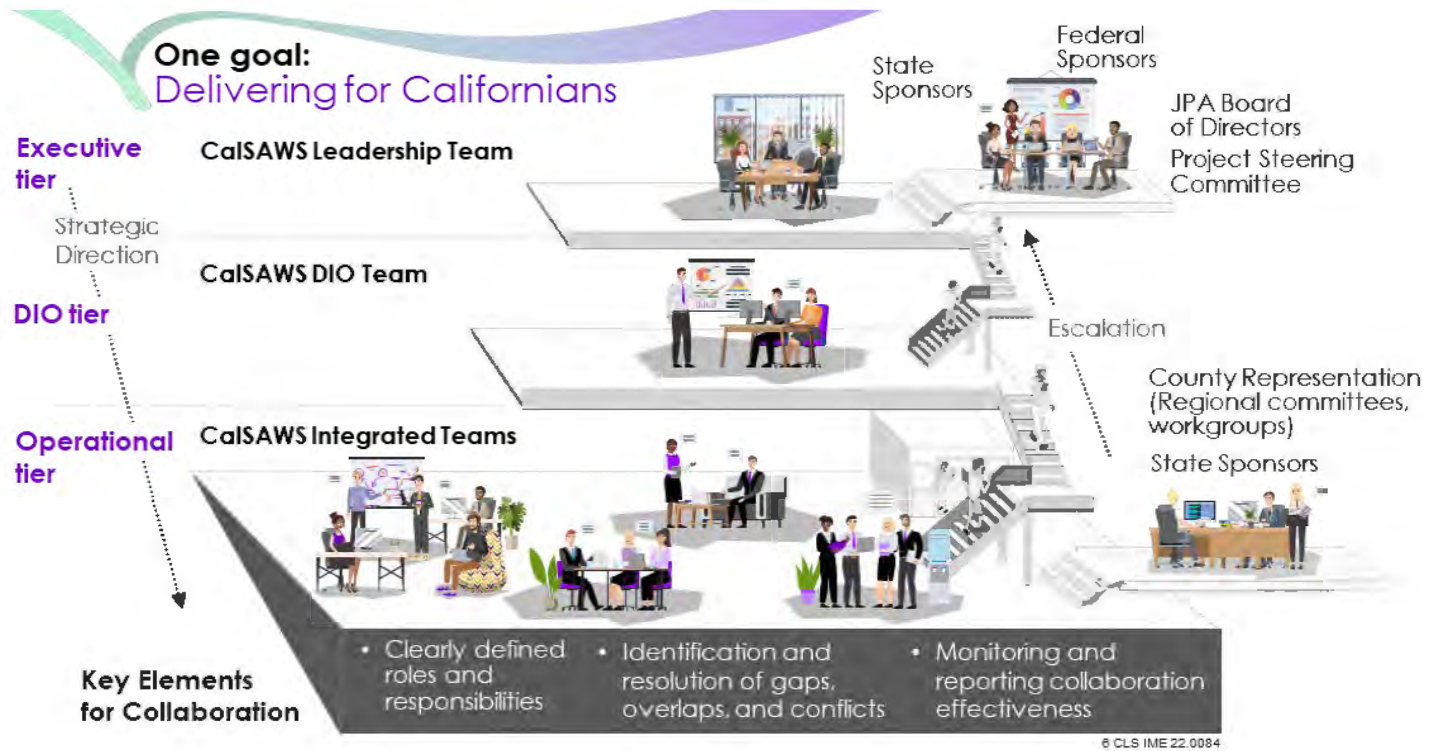 One goal:
Delivering for Californians
Federal
Sponsors
State
Sponsors
JPA Board
of Directors
Project Steering
Committee
Executive
tier
CalSAWS Leadership Team
Strategic
Direction
CalSAWS DIO Team
DIO tier
Escalation
County Representation
(Regional committees,
workgroups)
State Sponsors
Operational
tier
CalSAWS Integrated Teams
Key Elements
for Collaboration
• Clearly defined
roles and
responsibilities
• Identification and
resolution of gaps,
overlaps, and conflicts
• Monitoring and
reporting collaboration
effectiveness
6 CLS IME 22.0084